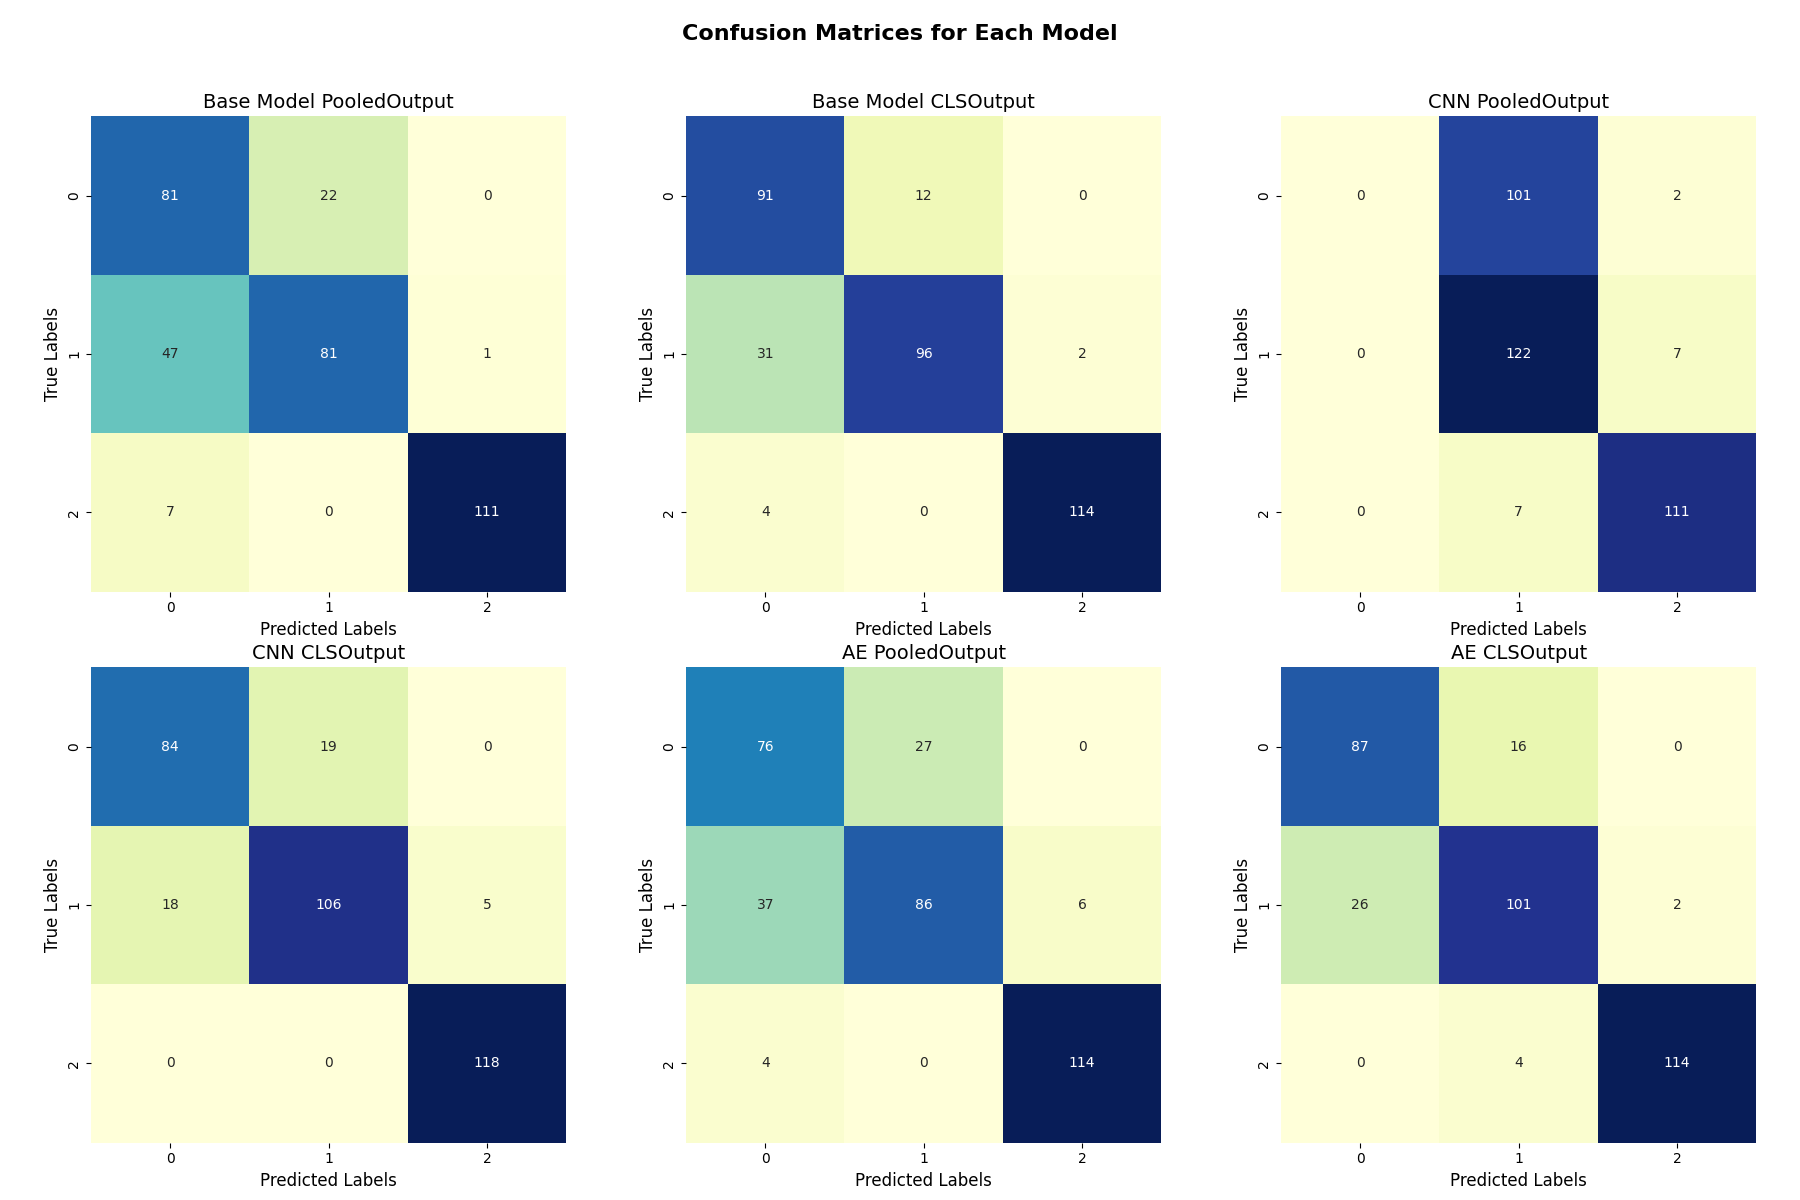 Confusion Matrices for Each Model
Base Model PooledOutput
True Labels
0
81 22 0
1
47 81 1
2
7 0 111
0 1 2
Predicted Labels
Base Model CLSOutput
True Labels
0
91 12 0
1
31 96 2
2
4 0 114
0 1 2
Predicted Labels
CNN PooledOutput
True Labels
0
0 101 2
1
0 122 7
2
0 7 111
0 1 2
Predicted Labels
CNN CLSOutput
True Labels
0
84 19 0
1
18 106 5
2
0 0 118
0 1 2
Predicted Labels
AE PooledOutput
True Labels
0
76 27 0
1
37 86 6
2
4 0 114
0 1 2
Predicted Labels
AE CLSOutput
True Labels
0
87 16 0
1
26 101 2
2
0 4 114
0 1 2
Predicted Labels